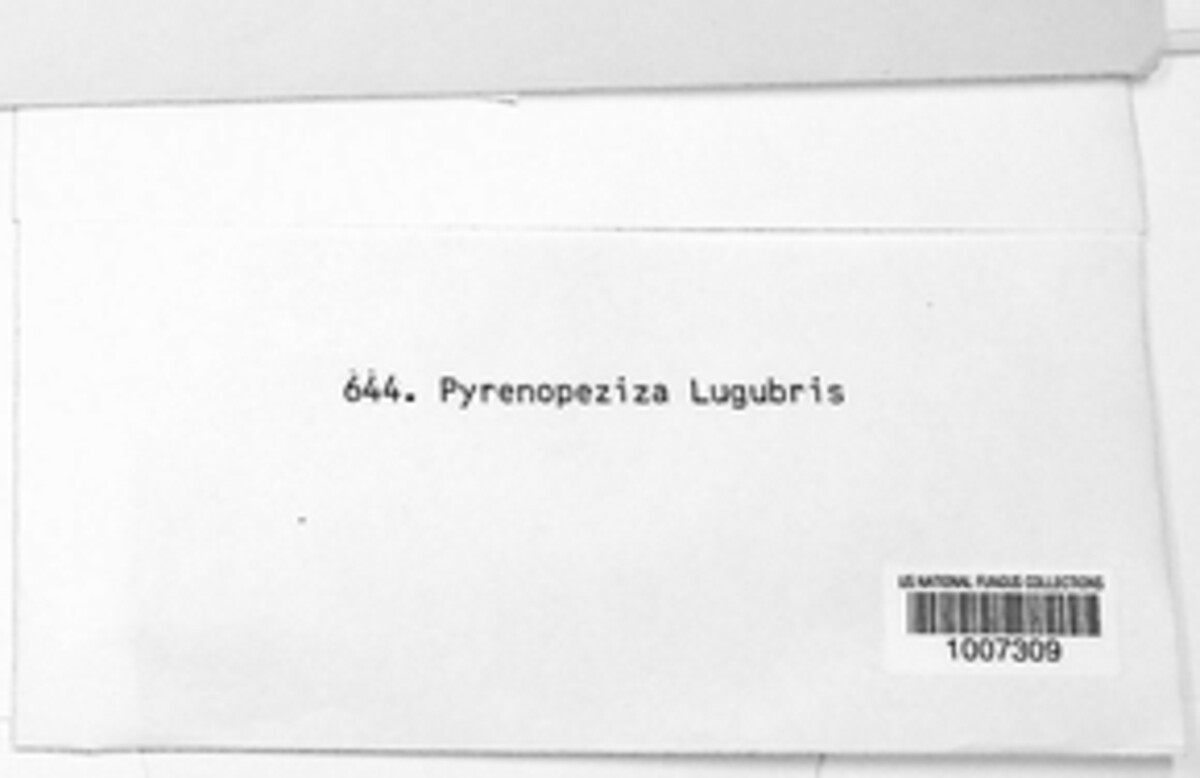 644. Pyrenopeziza Lugubris
US NATIONAL FUNGUS COLLECTIONS
1007309